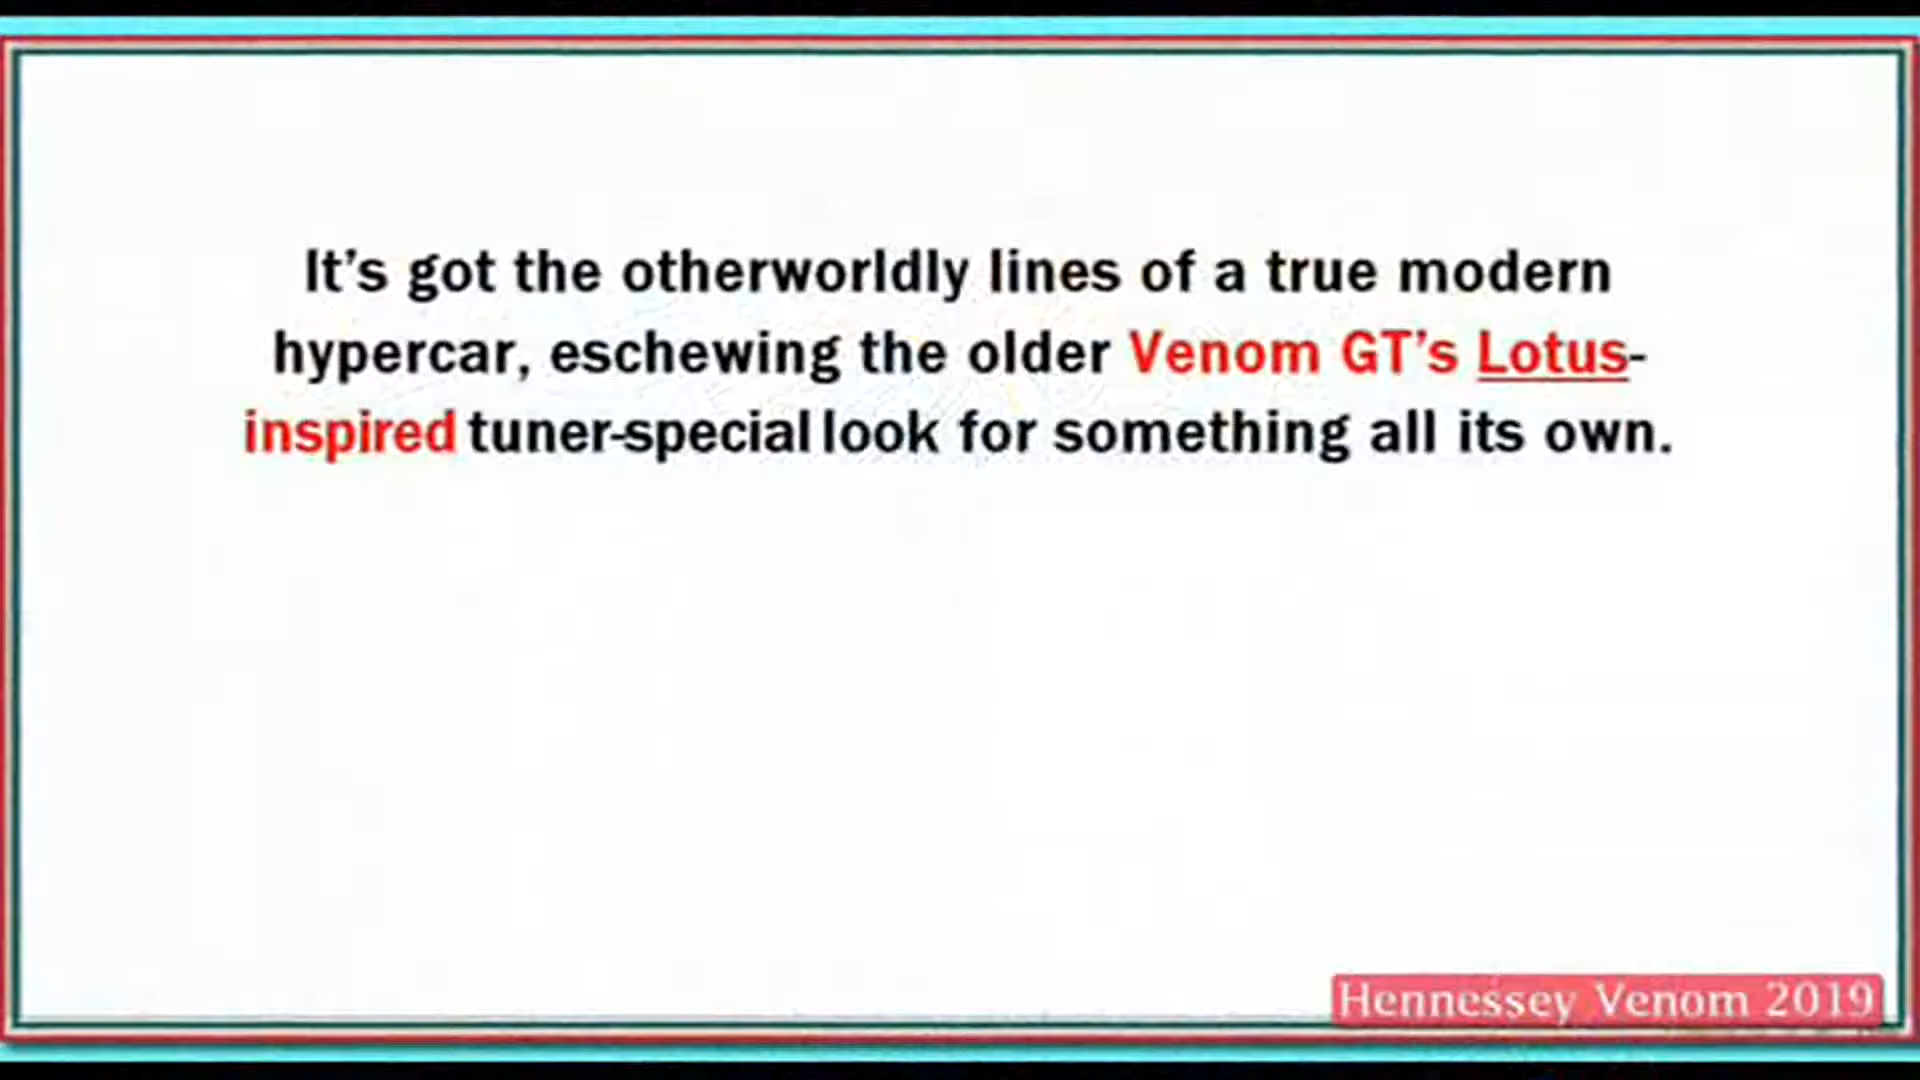 It’s got the otherworldly lines of a true modern
hypercar, eschewing the older Venom GT’s Lotus-
inspired tuner-special look for something all its own.
Hennessey Venom 2019